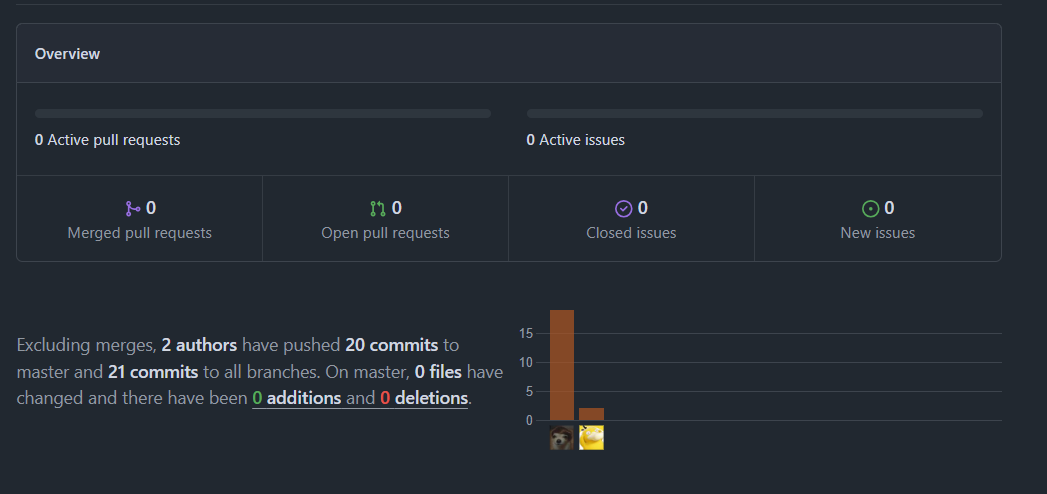 Overview
0 Active pull requests
0 Active issues
0
Merged pull requests
0
Open pull requests
0
Closed issues
0
New issues
Excluding merges, 2 authors have pushed 20 commits to
master and 21 commits to all branches. On master, 0 files have
changed and there have been 0 additions and 0 deletions.
15
10
5
0